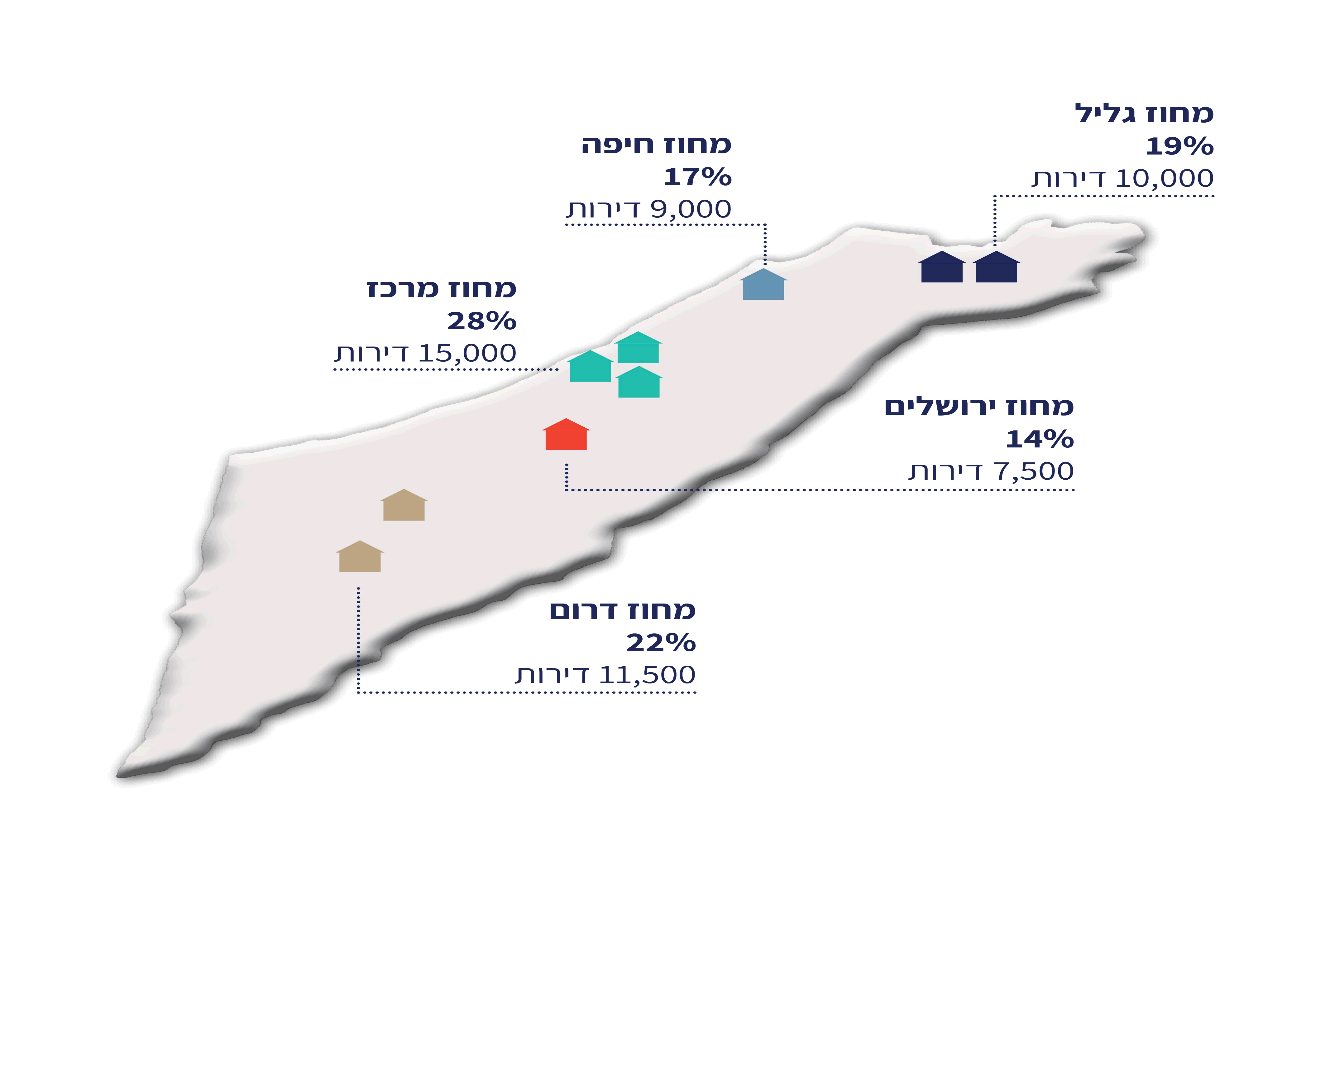 מחוז גליל
19%
10,000 דירות
מחוז חיפה
17%
9,000 דירות
מחוז מרכז
28%
15,000 דירות
מחוז ירושלים
14%
7,500 דירות
מחוז דרום
22%
11,500 דירות